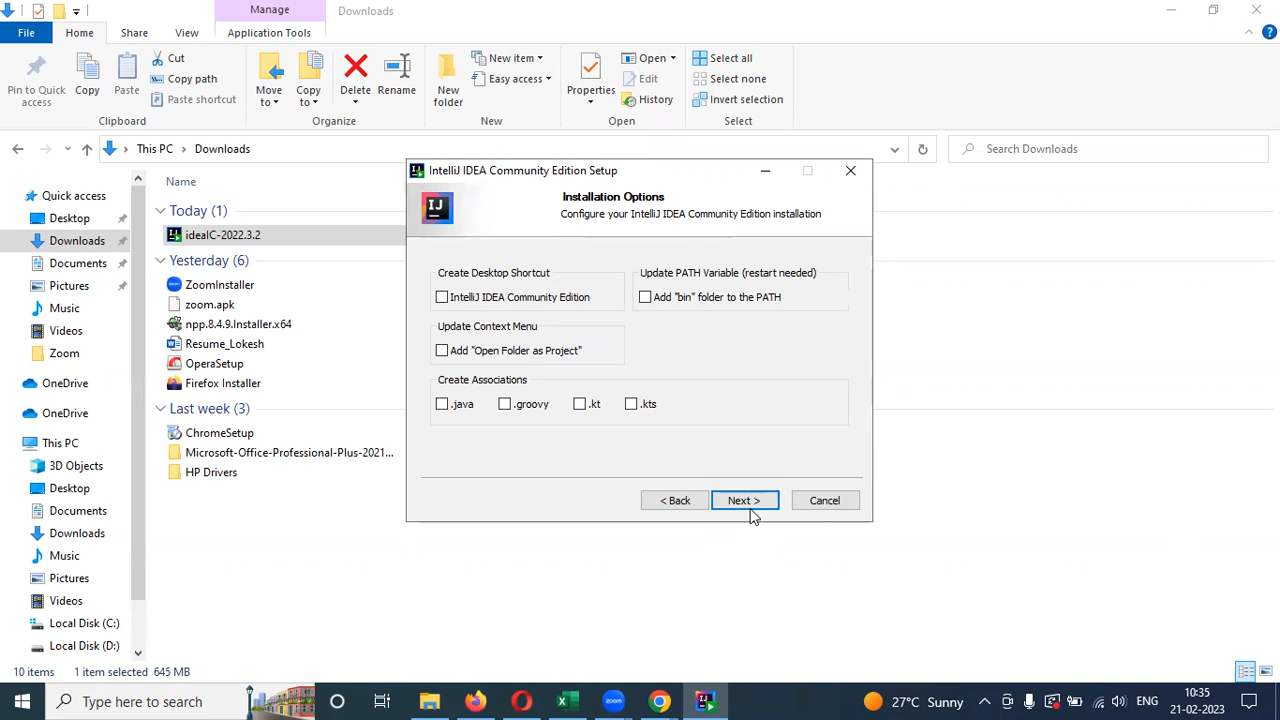 Manage
Downloads
File
Home
Share
View
Application Tools
Pin to Quick access
Copy
Paste
Cut
Copy path
Paste shortcut
Clipboard
Move to
Copy to
Delete
Rename
Organize
New folder
New item
Easy access
New
Properties
Open
Edit
History
Open
Select all
Select none
Invert selection
Select
This PC > Downloads
Search Downloads
Quick access
Desktop
Downloads
Documents
Pictures
Music
Videos
Zoom
OneDrive
OneDrive
This PC
3D Objects
Desktop
Documents
Downloads
Music
Pictures
Videos
Local Disk (C:)
Local Disk (D:)
Name
Today (1)
ideaIC-2022.3.2
Yesterday (6)
ZoomInstaller
zoom.apk
npp.8.4.9.Installer.x64
Resume_Lokesh
OperaSetup
Firefox Installer
Last week (3)
ChromeSetup
Microsoft-Office-Professional-Plus-2021...
HP Drivers
IntelliJ IDEA Community Edition Setup
IJ
Installation Options
Configure your IntelliJ IDEA Community Edition installation
Create Desktop Shortcut
IntelliJ IDEA Community Edition
Update PATH Variable (restart needed)
Add "bin" folder to the PATH
Update Context Menu
Add "Open Folder as Project"
Create Associations
.java .groovy .kt .kts
< Back Next > Cancel
10 items 1 item selected 645 MB
Type here to search
zoom
27°C Sunny
ENG
10:35
21-02-2023